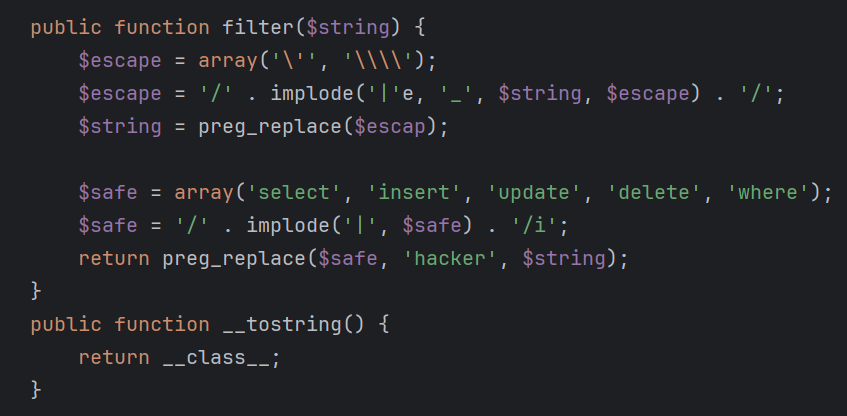 public function filter($string) {
    $escape = array('\'', '\\\\');
    $escape = '/' . implode('|'e, '_', $string, $escape) . '/';
    $string = preg_replace($escap);

    $safe = array('select', 'insert', 'update', 'delete', 'where');
    $safe = '/' . implode('|', $safe) . '/i';
    return preg_replace($safe, 'hacker', $string);
}
public function __tostring() {
    return __class__;
}